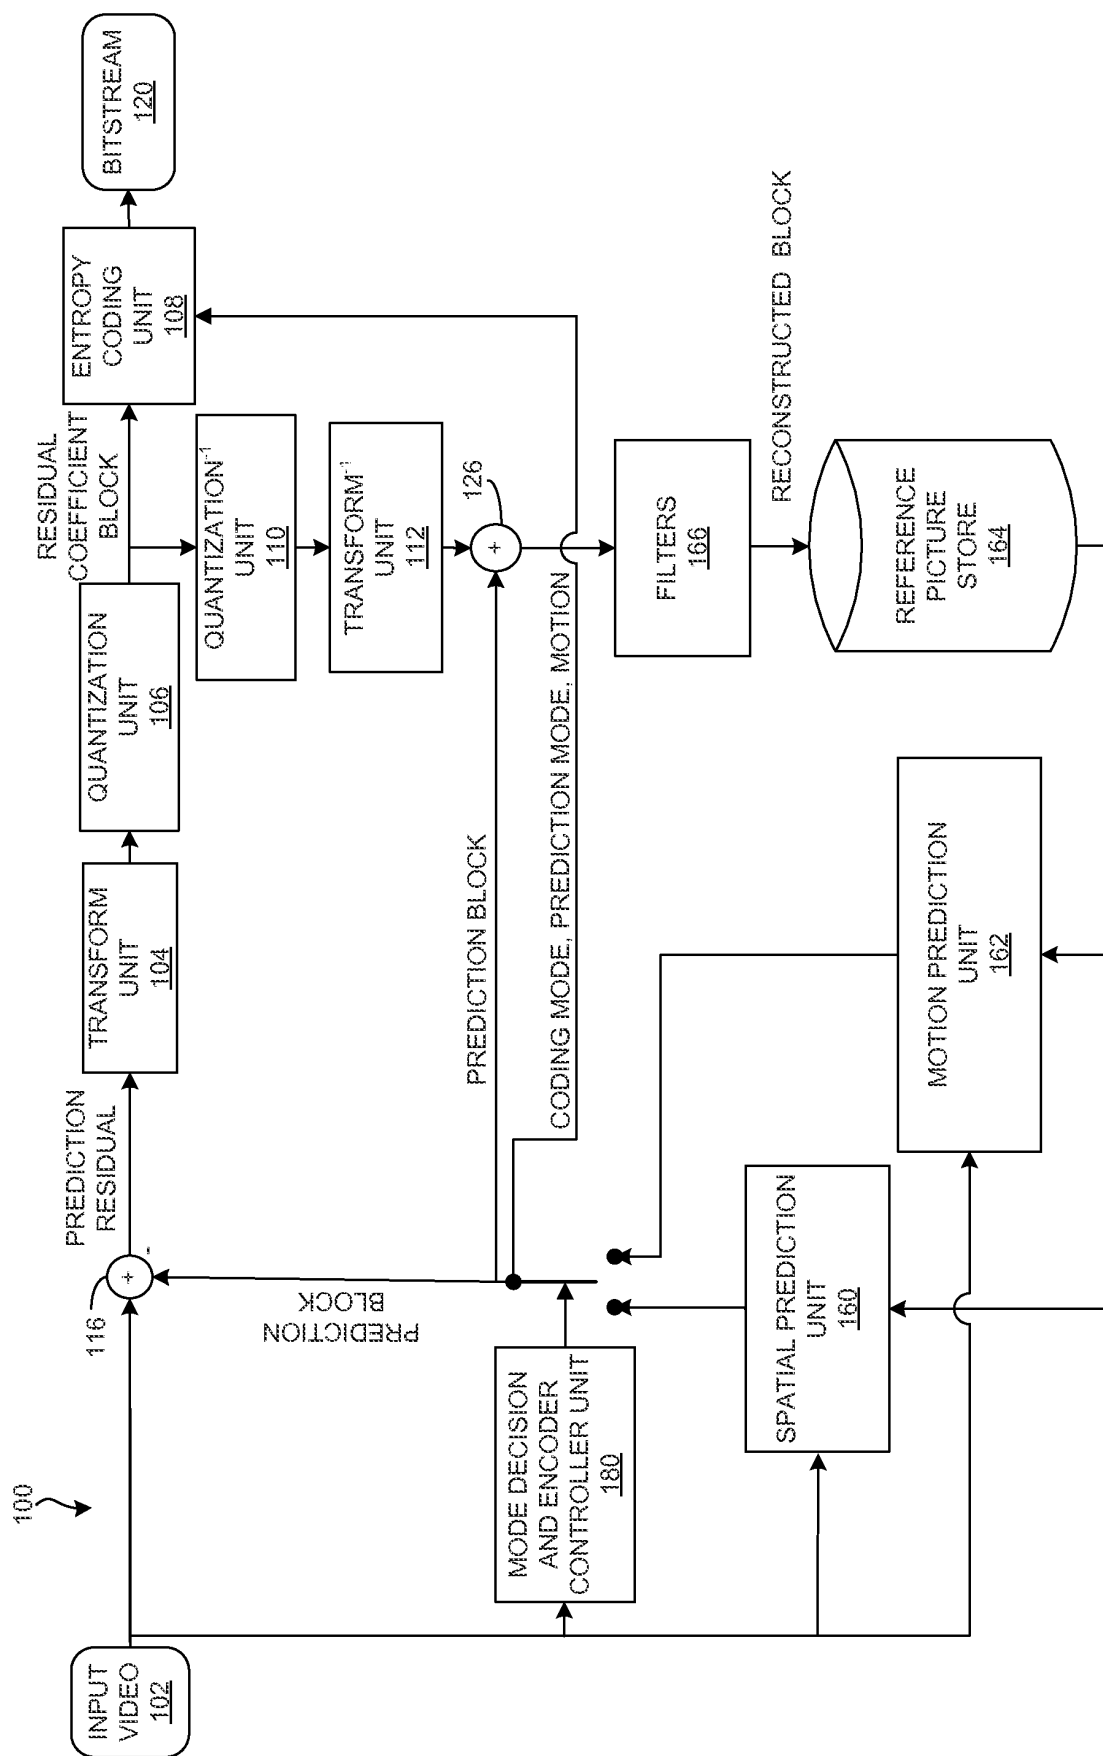 100
INPUT
VIDEO
102
116
+
-
PREDICTION
RESIDUAL
TRANSFORM
UNIT
104
QUANTIZATION
UNIT
106
RESIDUAL
COEFFICIENT
BLOCK
ENTROPY
CODING
UNIT
108
BITSTREAM
120
QUANTIZATION-1
UNIT
110
TRANSFORM-1
UNIT
112
126
+
PREDICTION
BLOCK
PREDICTION BLOCK
CODING MODE, PREDICTION MODE, MOTION
MODE DECISION
AND ENCODER
CONTROLLER UNIT
180
FILTERS
166
RECONSTRUCTED BLOCK
SPATIAL PREDICTION
UNIT
160
MOTION PREDICTION
UNIT
162
REFERENCE
PICTURE
STORE
164